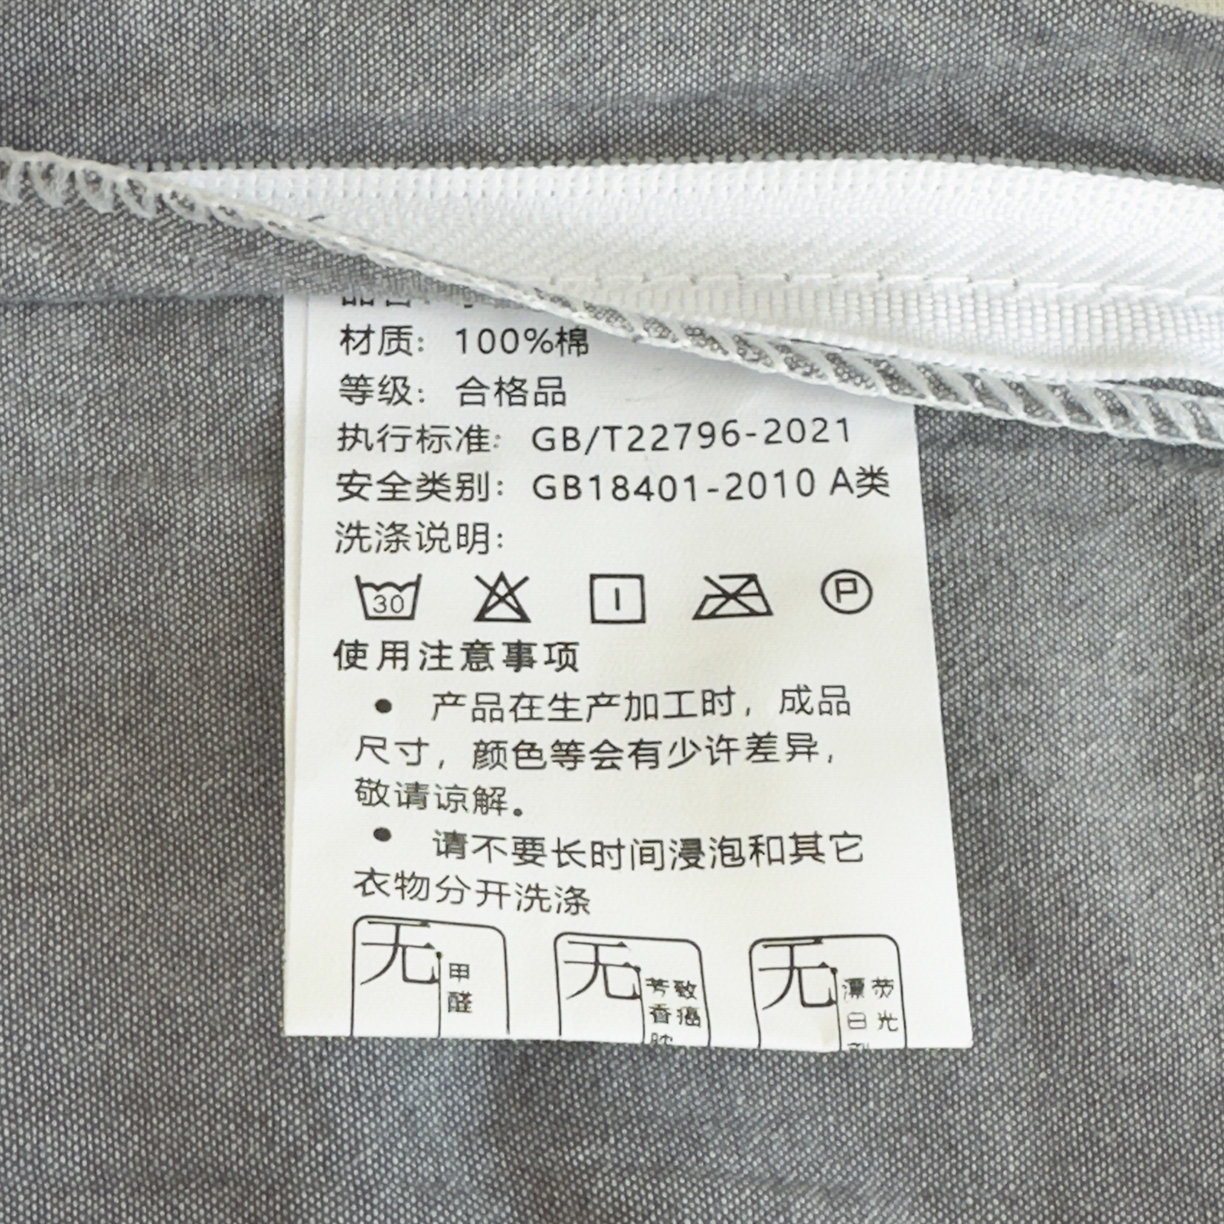 材质：100%棉
等级：合格品
执行标准：GB/T22796-2021
安全类别：GB18401-2010 A类
洗涤说明：
30 P
使用注意事项
• 产品在生产加工时，成品
尺寸，颜色等会有少许差异，
敬请谅解。
• 请不要长时间浸泡和其它
衣物分开洗涤
无 甲醛
无 致癌芳香
无 荧光漂白